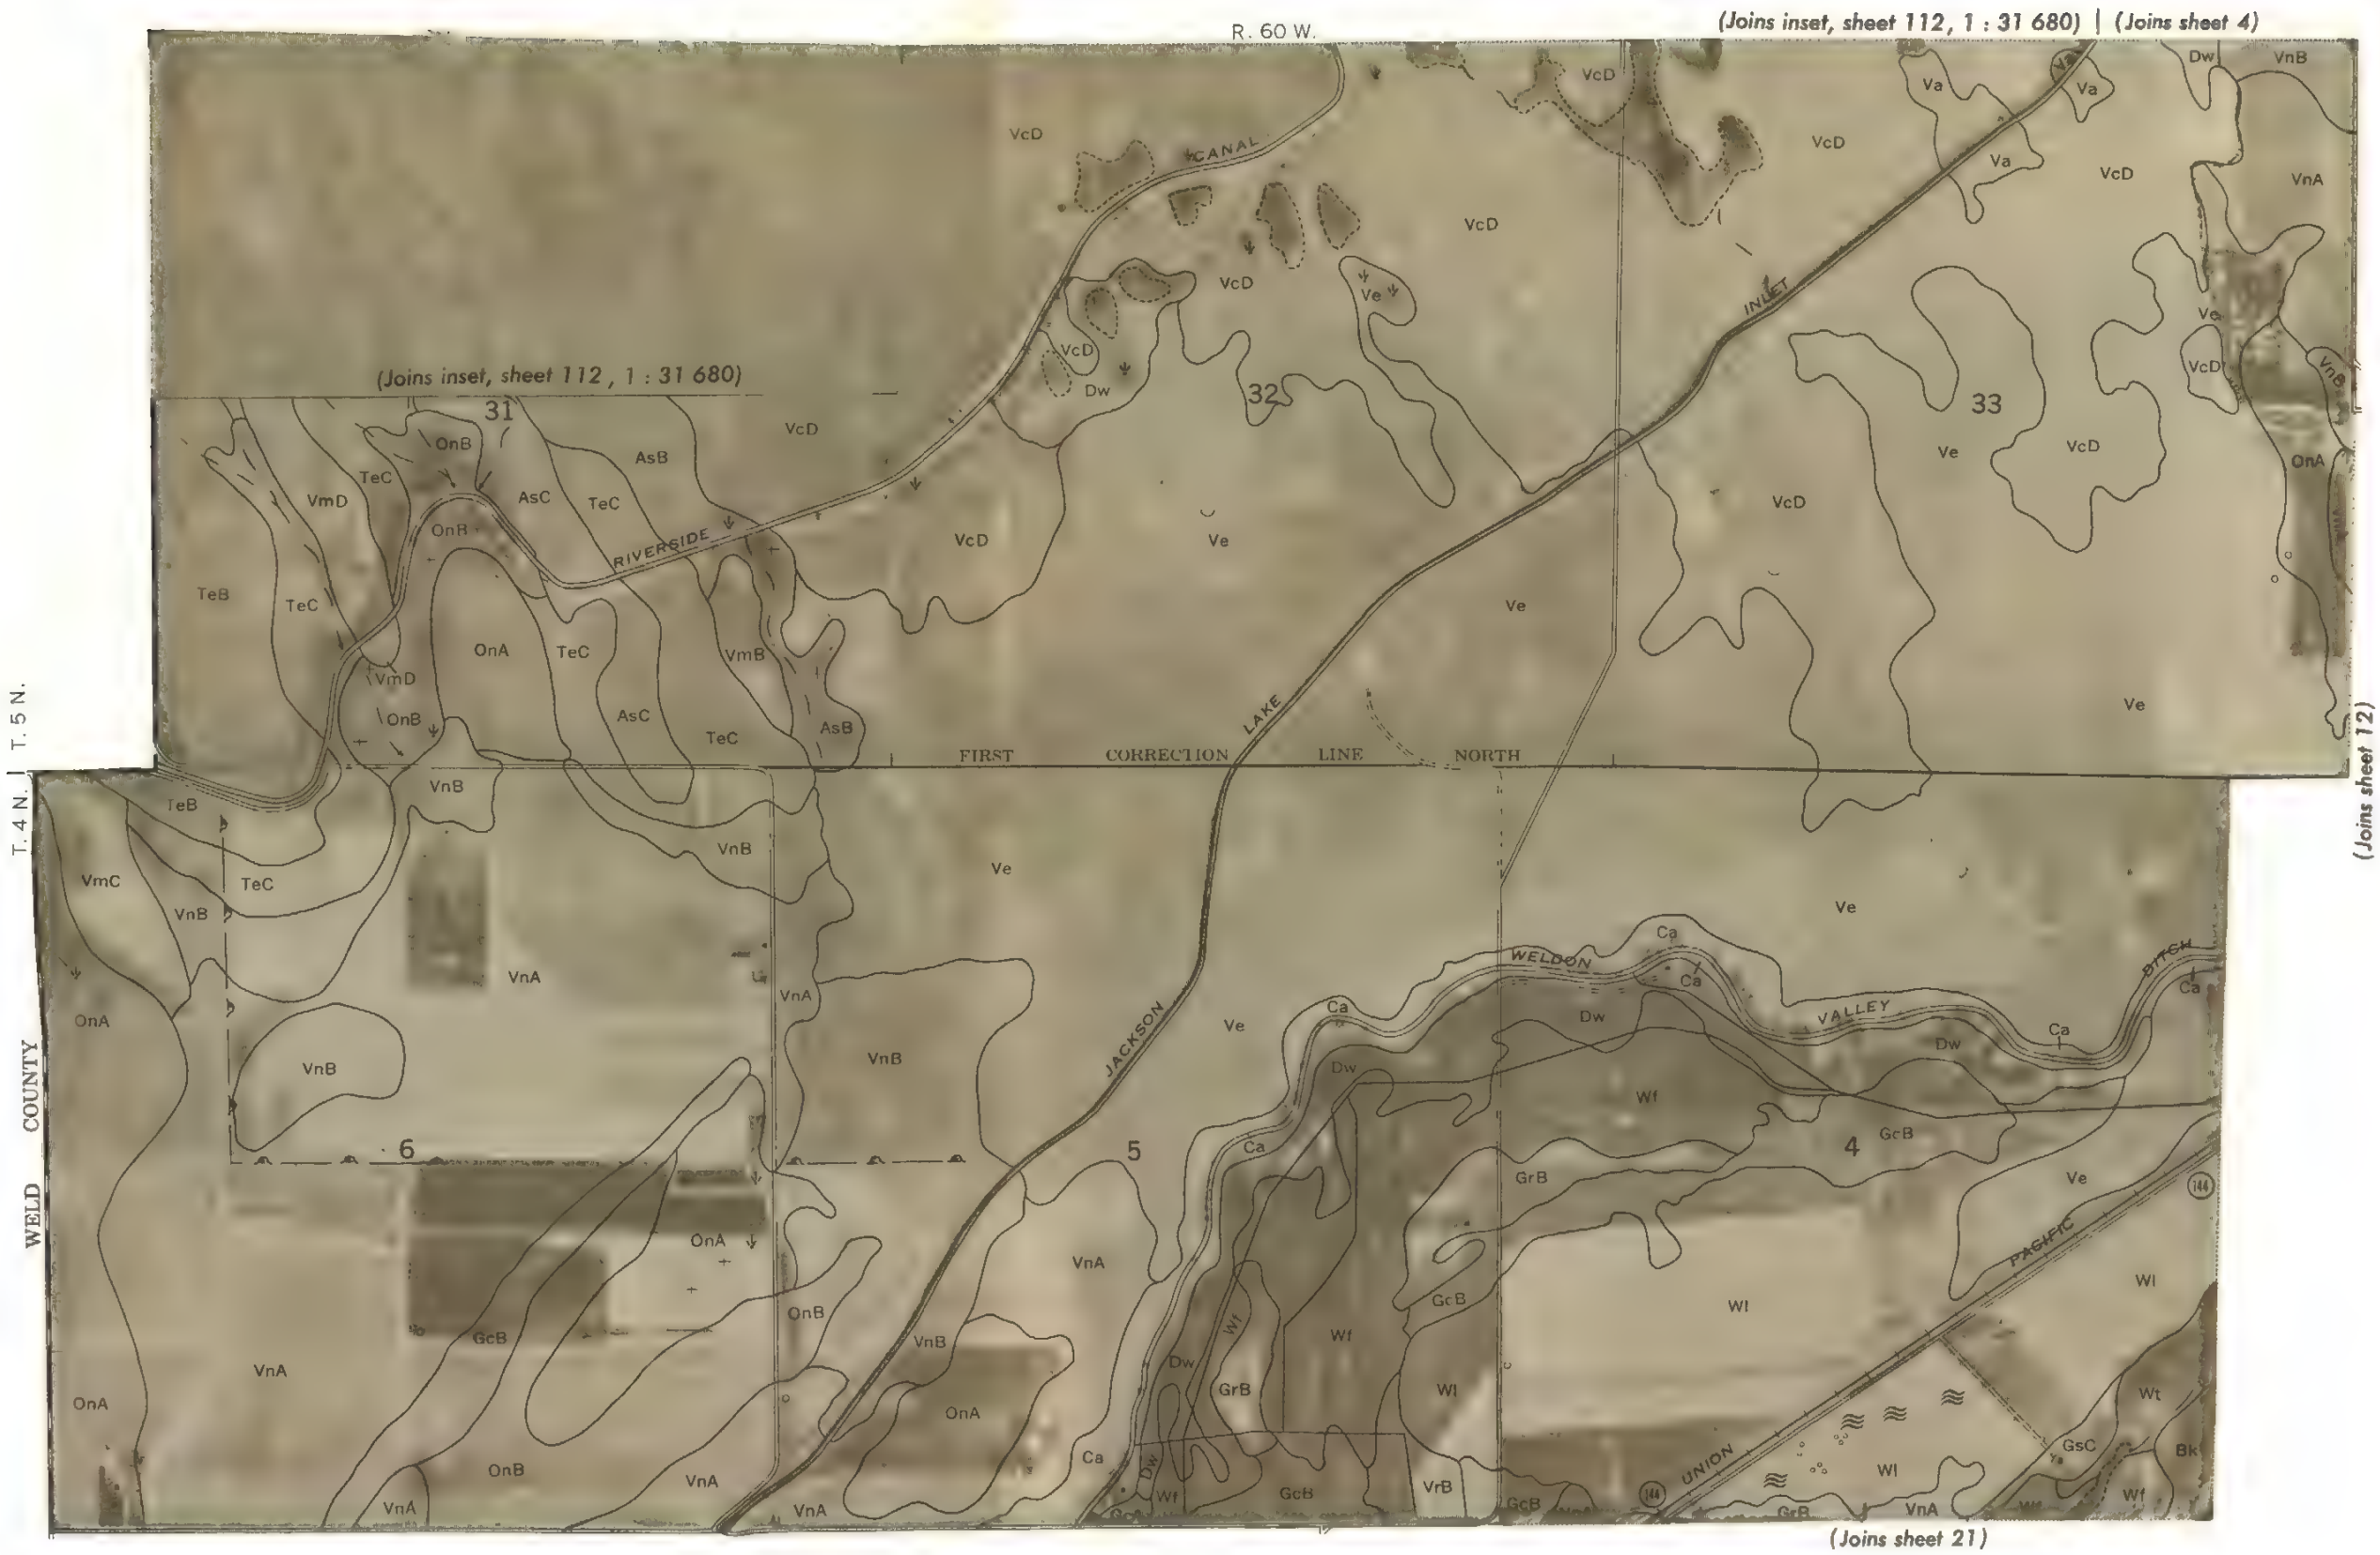 R. 60 W.
(Joins inset, sheet 112, 1 : 31 680) | (Joins sheet 4)
VcD
Va
Va
Va
Dw
VnB
VcD
CANAL
VcD
Va
VcD
VnA
VcD
VcD
Ve
INLET
Ve
VcD
VcD
VnB
(Joins inset, sheet 112, 1 : 31 680)
Dw
32
33
31
OnB
VcD
AsB
TeC
VmD
AsC
TeC
Ve
VcD
OnA
VcD
OnB
RIVERSIDE
VcD
Ve
TeB
TeC
Ve
OnA
TeC
VmB
VmD
OnB
AsC
TeC
AsB
LAKE
Ve
T. 4 N. | T. 5 N.
FIRST CORRECTION LINE NORTH
(Joins sheet 12)
TeB
VnB
VmC
TeC
VnB
VnB
Ve
Ve
Ca
WELDON
DITCH
VnA
VnA
Ca
Ca
OnA
Ca
VALLEY
Dw
Ve
Ca
JACKSON
Dw
VnB
VnB
Dw
Wf
WELD COUNTY
6
5
Ca
4
GcB
GrB
Ve
144
OnA
VnA
PACIFIC
OnB
GcB
Wl
Wl
GcB
VnB
Wf
Wf
VnA
Dw
GrB
Wl
Wt
OnA
OnA
Ca
Dw
UNION
GsC
Bk
OnB
VnA
Wl
VnA
VnA
Wf
GcB
VrB
GcB
144
GrB
VnA
Wf
(Joins sheet 21)